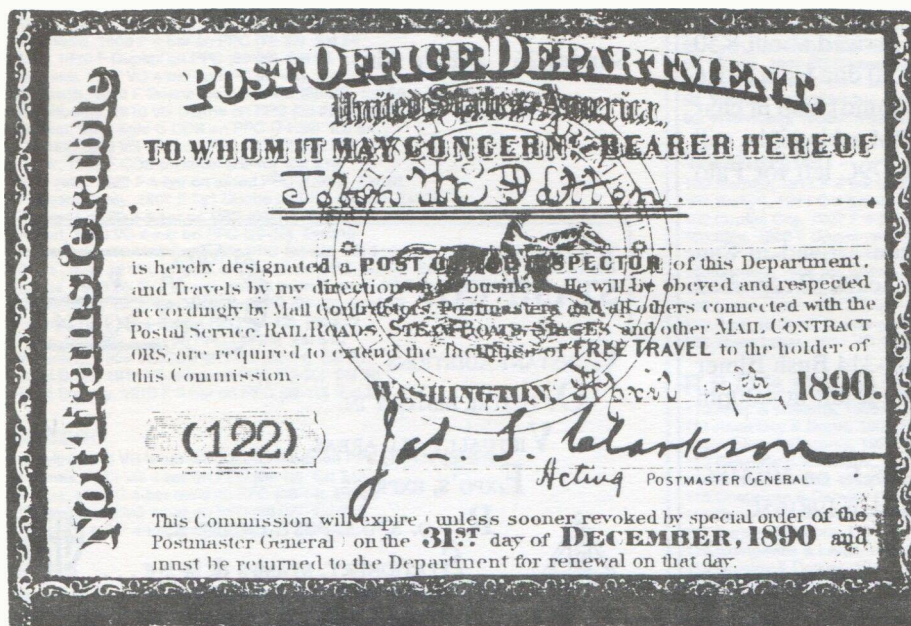 Not Transferable
POST OFFICE DEPARTMENT.
United States of America.
TO WHOM IT MAY CONCERN: BEARER HEREOF
John McD
is hereby designated a POST OFFICE INSPECTOR of this Department,
and Travels by my direction on its business. He will be obeyed and respected
accordingly by Mail Contractors, Postmasters and all others connected with the
Postal Service. RAIL ROADS, STEAM BOATS, STAGES and other MAIL CONTRACT
ORS, are required to extend the facilities of FREE TRAVEL to the holder of
this Commission.
WASHINGTON, April 1890.
(122)
Jas. S. Clarkson
Acting POSTMASTER GENERAL.
This Commission will expire (unless sooner revoked by special order of the
Postmaster General) on the 31ST day of DECEMBER, 1890 and
must be returned to the Department for renewal on that day.